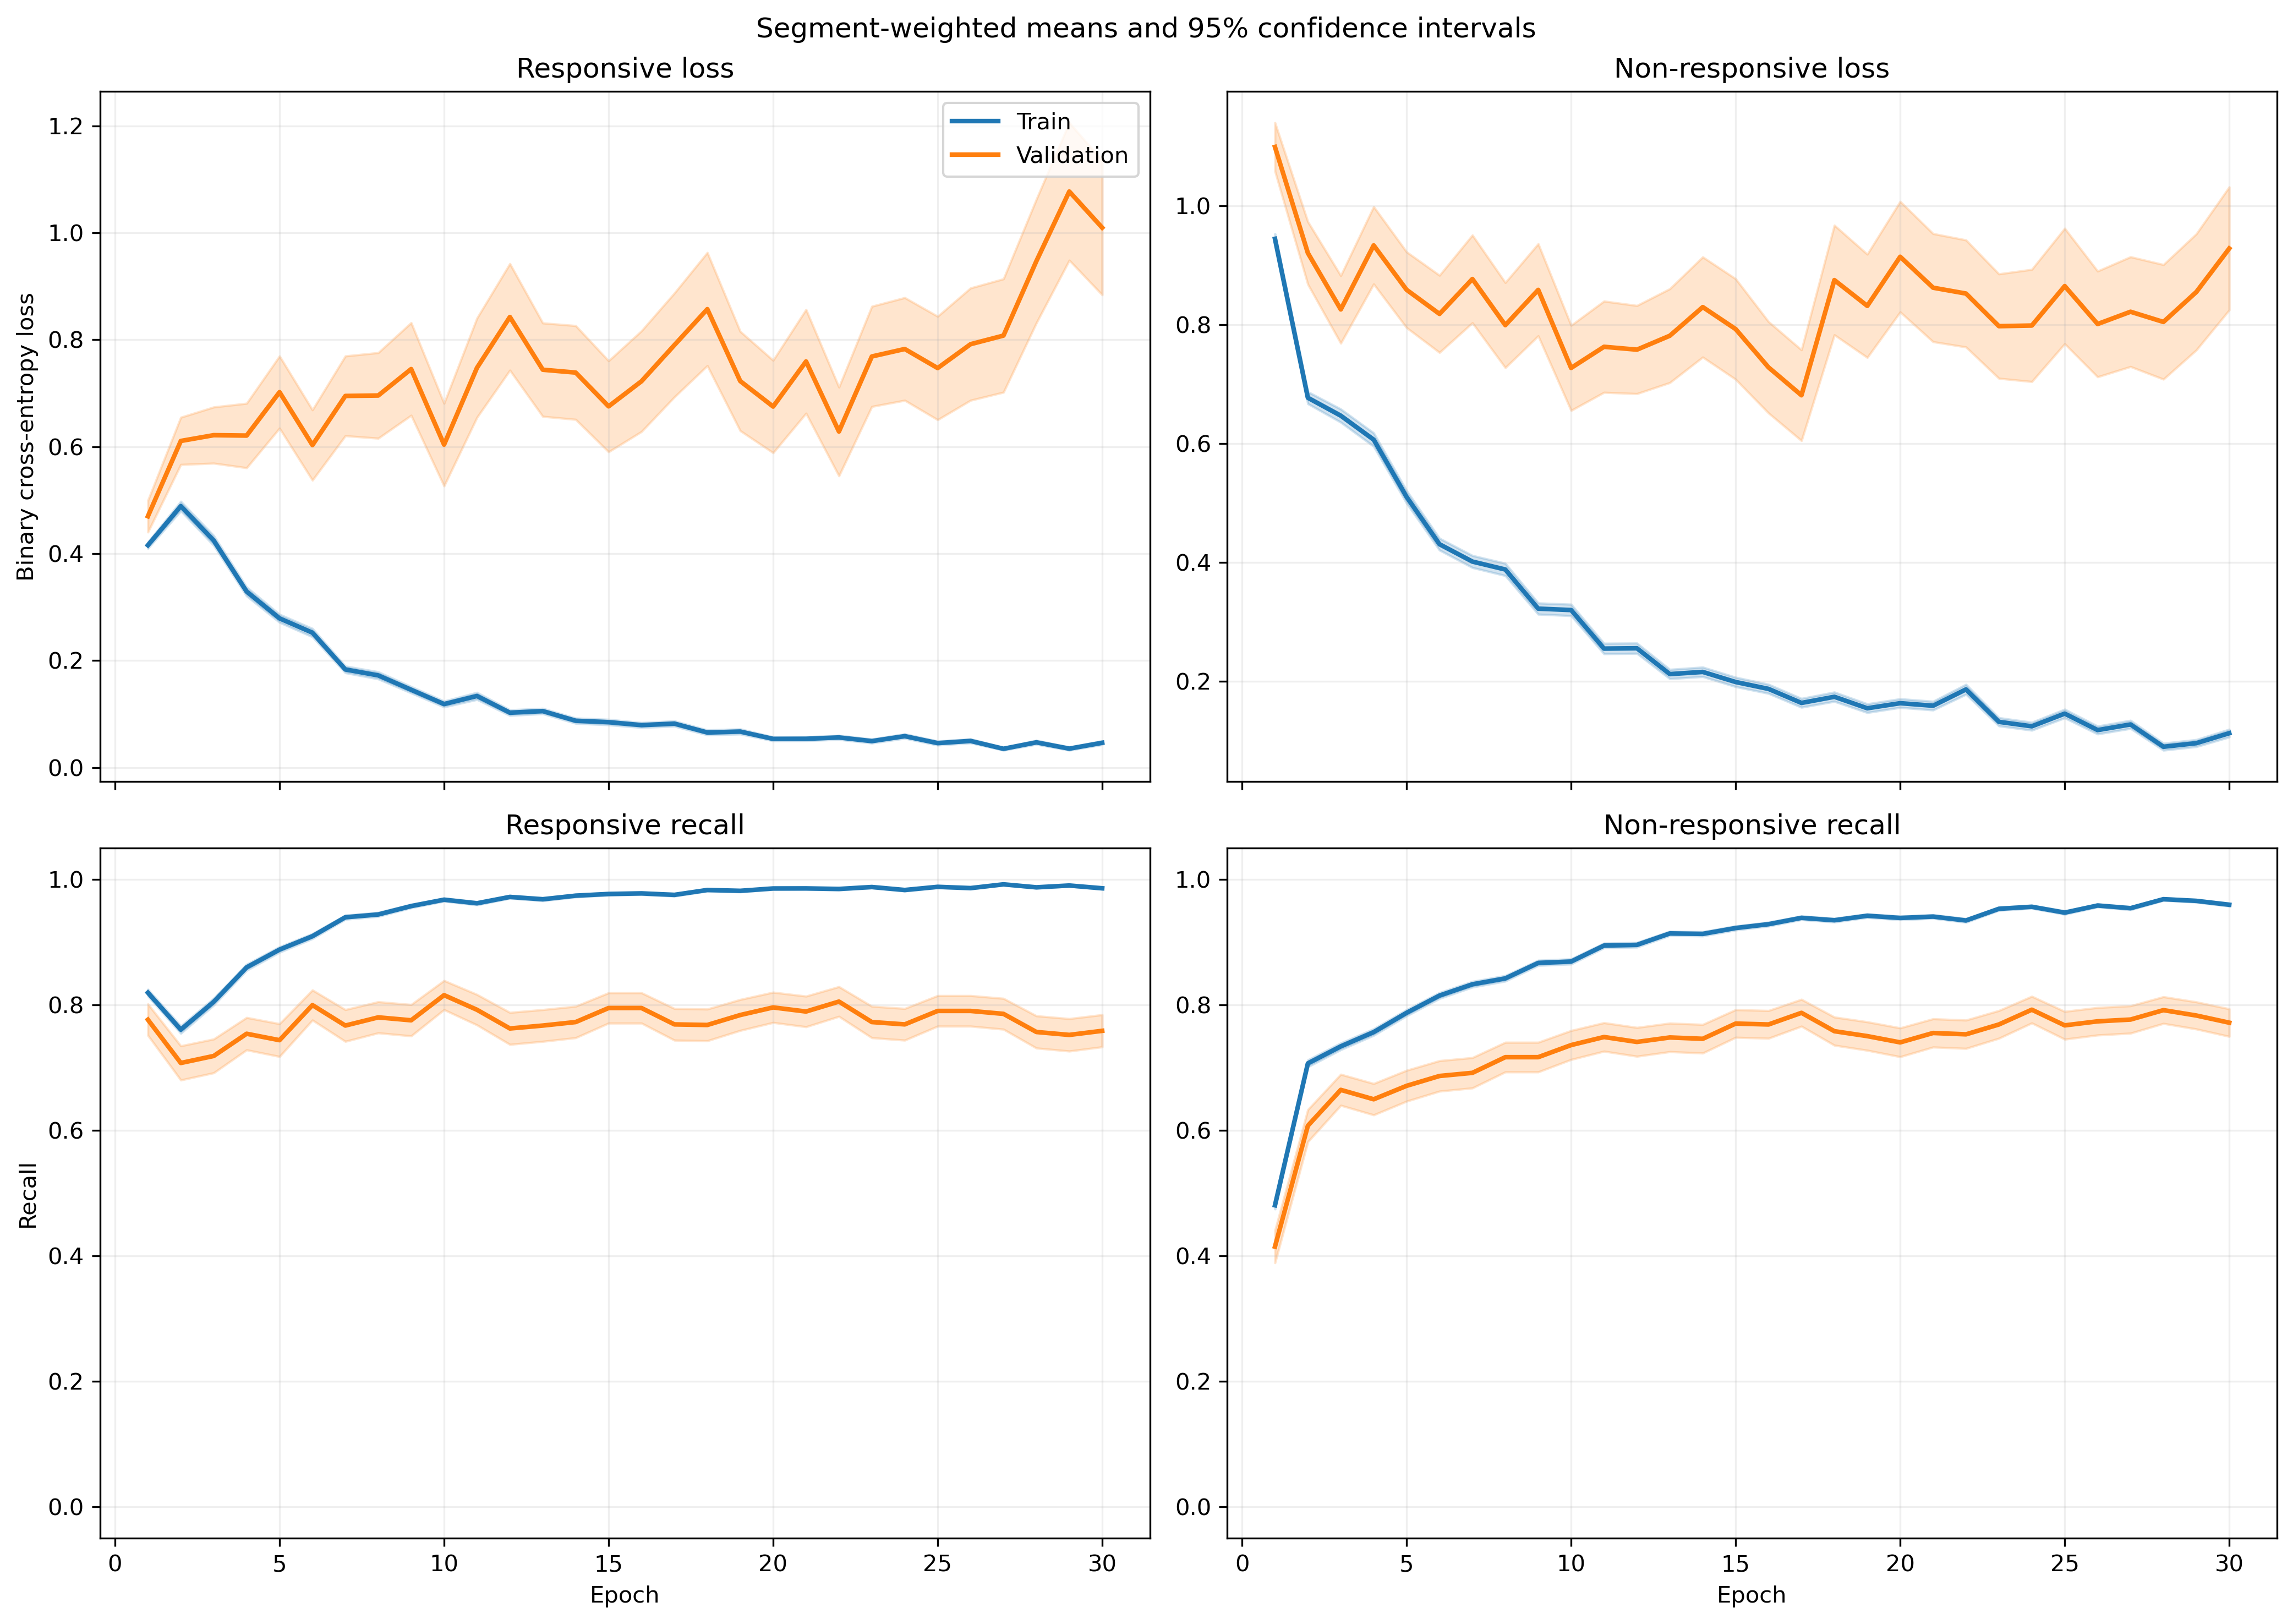 Segment-weighted means and 95% confidence intervals
Responsive loss
Train
Validation
Binary cross-entropy loss
1.2
1.0
0.8
0.6
0.4
0.2
0.0
Non-responsive loss
1.0
0.8
0.6
0.4
0.2
Responsive recall
Recall
1.0
0.8
0.6
0.4
0.2
0.0
0 5 10 15 20 25 30
Epoch
Non-responsive recall
1.0
0.8
0.6
0.4
0.2
0.0
0 5 10 15 20 25 30
Epoch